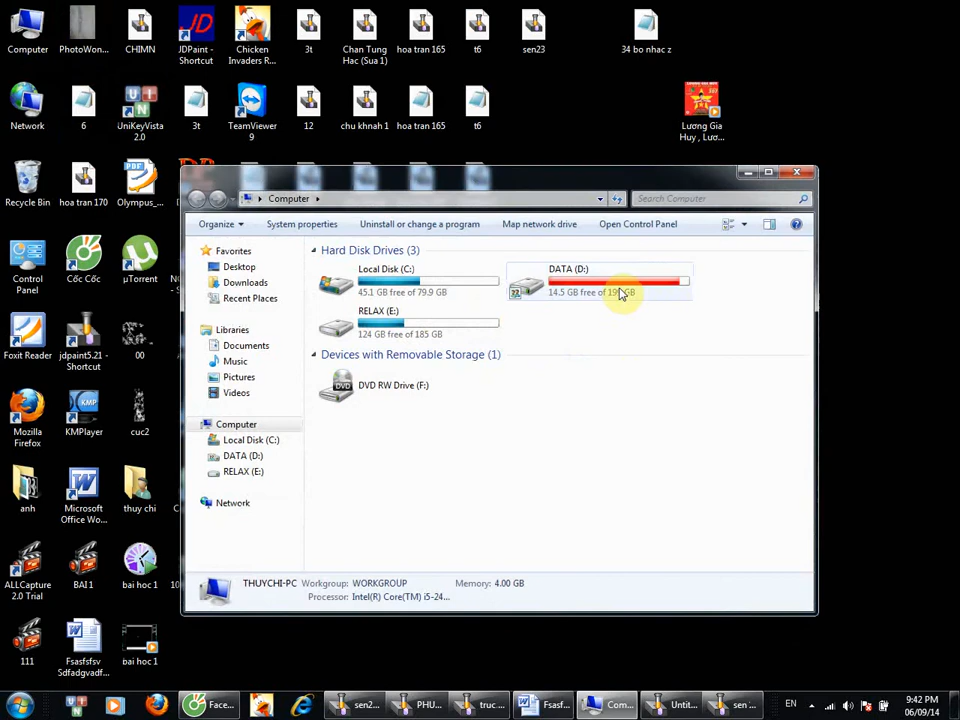 Computer
PhotoWon...
CHIMN
JDPaint - Shortcut
Chicken Invaders R...
3t
Chan Tung Hac (Sua 1)
hoa tran 165
t6
sen23
34 bo nhac z
Network
6
UniKeyVista 2.0
3t
TeamViewer 9
12
chu khnah 1
hoa tran 165
t6
Lương Gia Huy , Lươ...
Recycle Bin
hoa tran 170
Olympus_...
Control Panel
Cốc Cốc
µTorrent
Foxit Reader
jdpaint5.21 - Shortcut
00
Mozilla Firefox
KMPlayer
cuc2
anh
Microsoft Office Wo...
thuy chi
ALLCapture 2.0 Trial
BAI 1
bai hoc 1
111
Fsasfsfsv Sdfadgvadf...
bai hoc 1
Computer
Search Computer
Organize
System properties
Uninstall or change a program
Map network drive
Open Control Panel
Favorites
Desktop
Downloads
Recent Places
Libraries
Documents
Music
Pictures
Videos
Computer
Local Disk (C:)
DATA (D:)
RELAX (E:)
Network
Hard Disk Drives (3)
Local Disk (C:)
45.1 GB free of 79.9 GB
DATA (D:)
14.5 GB free of GB
RELAX (E:)
124 GB free of 185 GB
Devices with Removable Storage (1)
DVD RW Drive (F:)
THUYCHI-PC
Workgroup: WORKGROUP
Memory: 4.00 GB
Processor: Intel(R) Core(TM) i5-24...
Face...
sen2...
PHU...
truc ...
Fsasf...
Com...
Untit...
sen ...
EN
9:42 PM
06/09/14